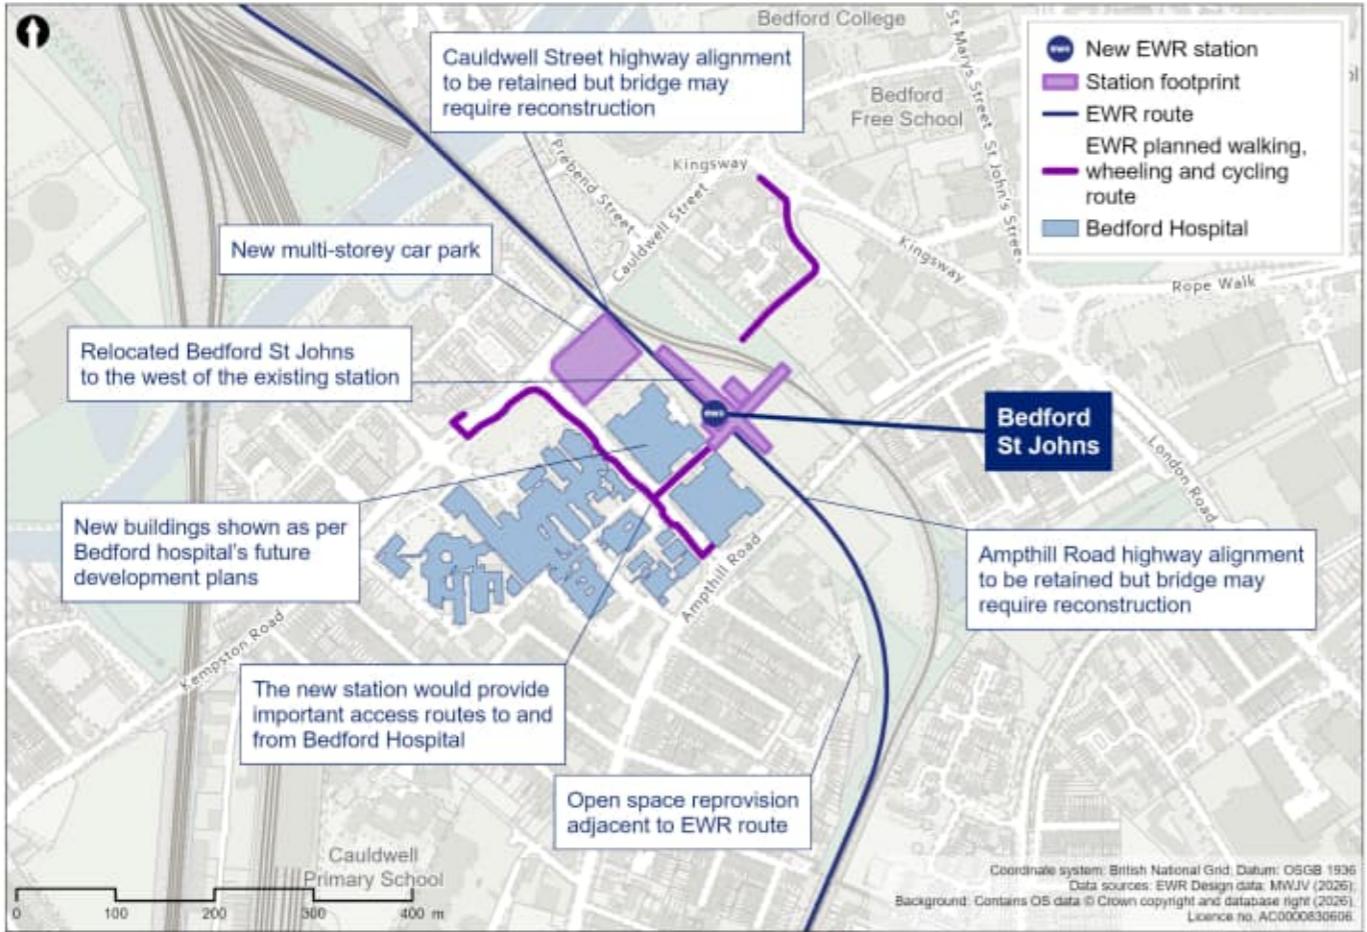 Bedford College
St Marys Street
St John's Street
Bedford
Free School
Cauldwell Street highway alignment
to be retained but bridge may
require reconstruction
New EWR station
Station footprint
EWR route
EWR planned walking,
wheeling and cycling
route
Bedford Hospital
Kingsway
Prebend Street
Cauldwell Street
Kingsway
Rope Walk
New multi-storey car park
Relocated Bedford St Johns
to the west of the existing station
ewr
Bedford
St Johns
London Road
New buildings shown as per
Bedford hospital's future
development plans
Ampthill Road
Ampthill Road highway alignment
to be retained but bridge may
require reconstruction
Kempston Road
The new station would provide
important access routes to and
from Bedford Hospital
Open space reprovision
adjacent to EWR route
Cauldwell
Primary School
0 100 200 300 400 m
Coordinate system: British National Grid; Datum: OSGB 1936
Data sources: EWR Design data; MWJV (2026);
Background: Contains OS data © Crown copyright and database right (2026),
Licence no. AC0000830606.